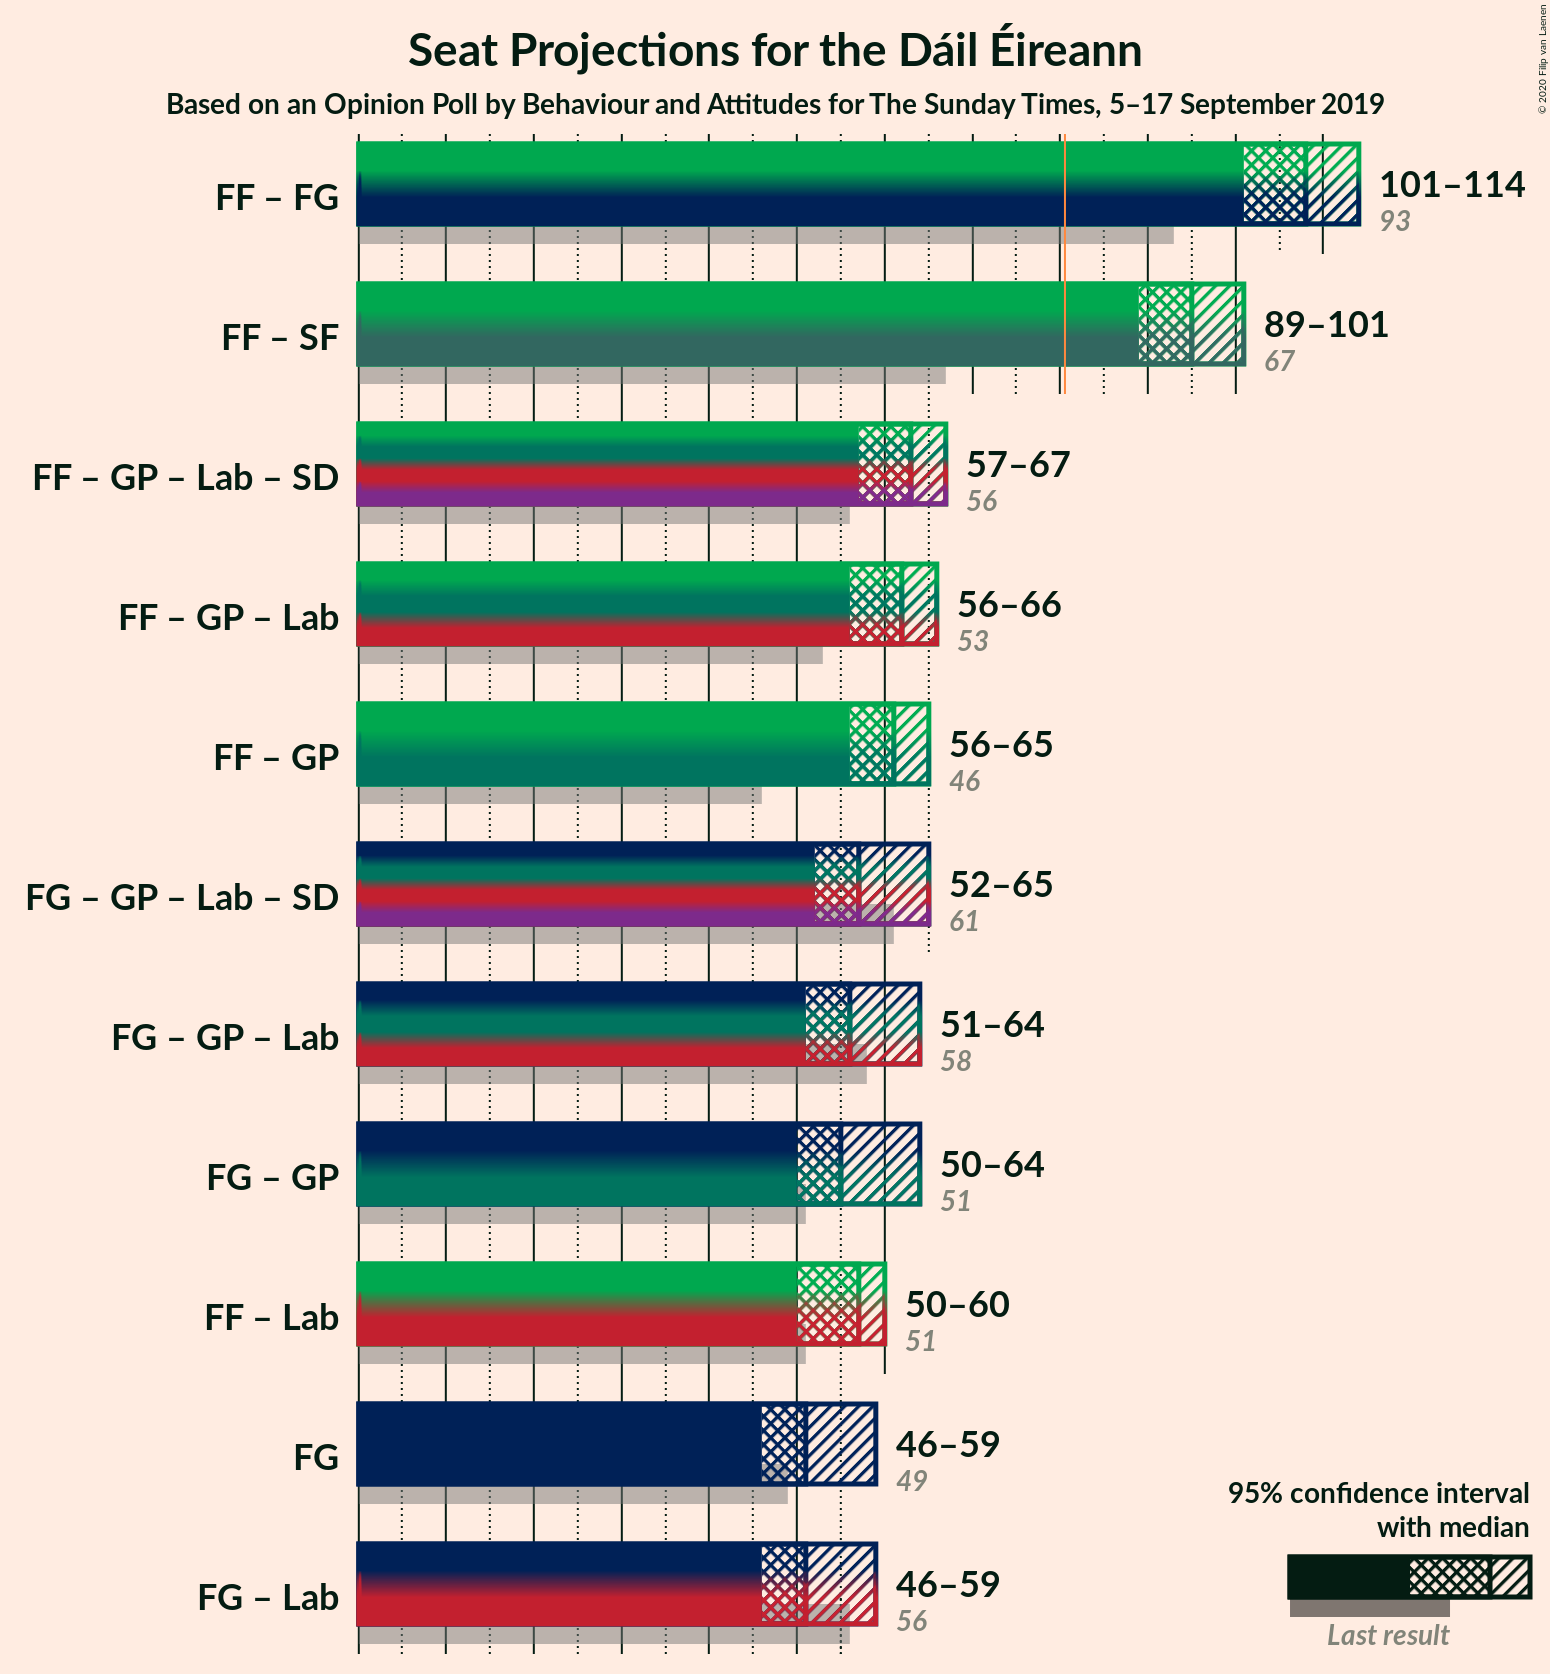 Seat Projections for the Dáil Éireann
Based on an Opinion Poll by Behaviour and Attitudes for The Sunday Times, 5–17 September 2019
© 2020 Filip van Laenen
FF – FG
101–114
93
FF – SF
89–101
67
FF – GP – Lab – SD
57–67
56
FF – GP – Lab
56–66
53
FF – GP
56–65
46
FG – GP – Lab – SD
52–65
61
FG – GP – Lab
51–64
58
FG – GP
50–64
51
FF – Lab
50–60
51
FG
46–59
49
FG – Lab
46–59
56
95% confidence interval
with median
Last result